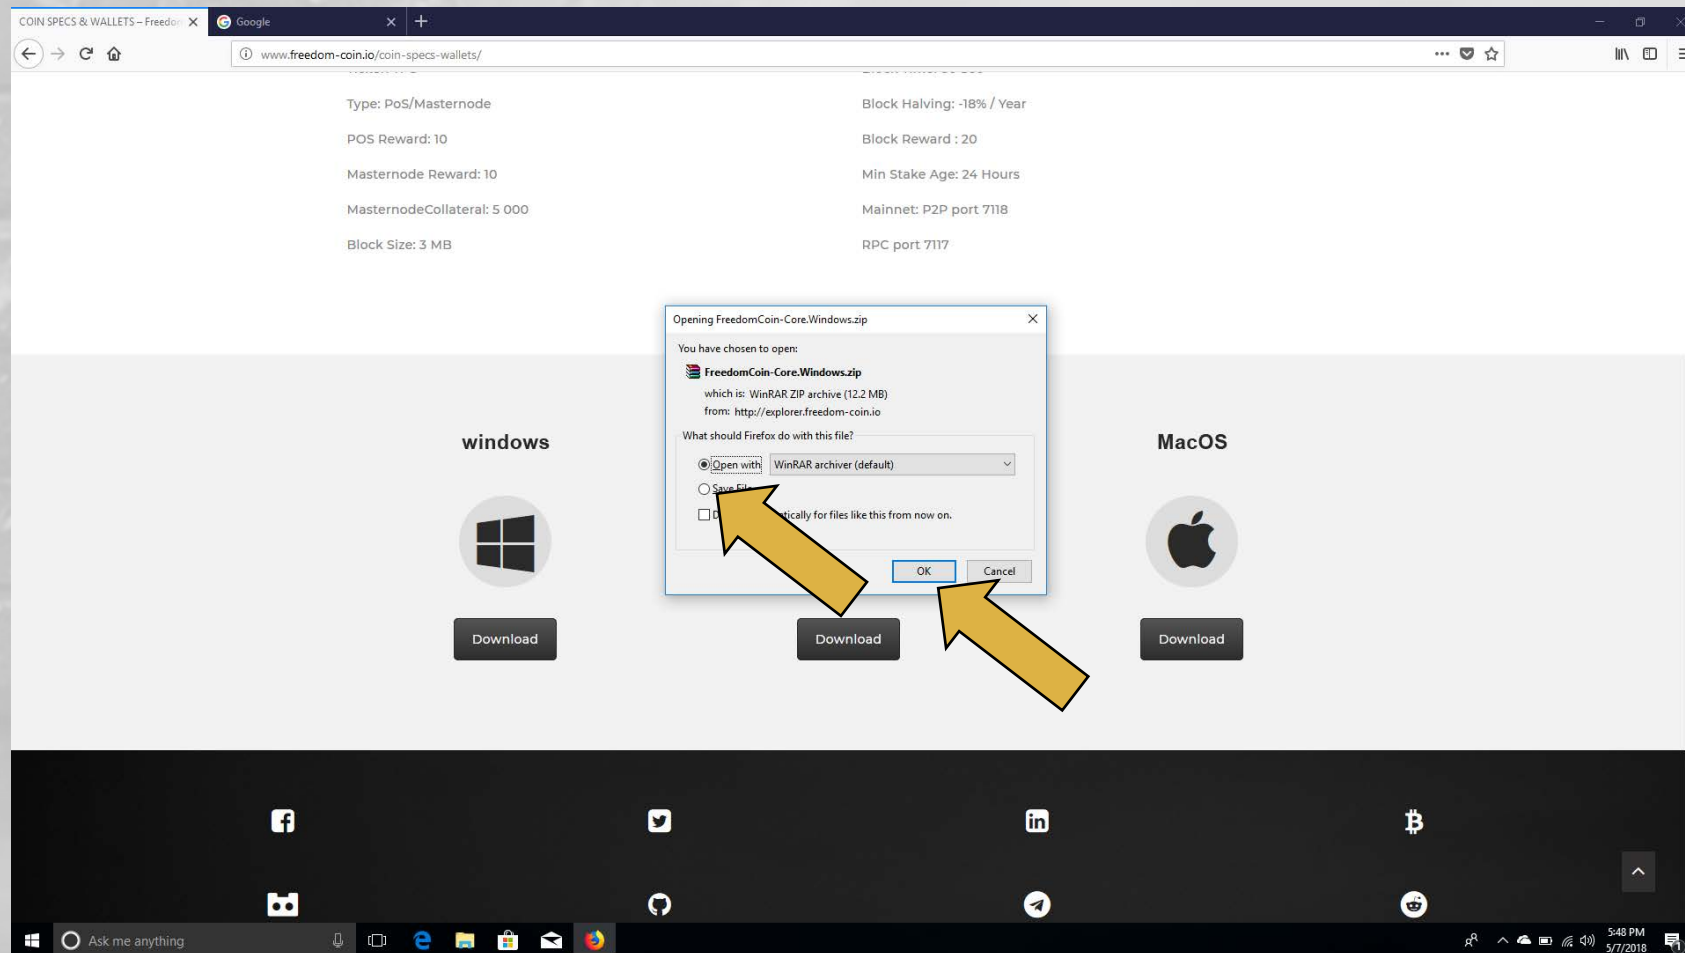 COIN SPECS & WALLETS – Freedo
Google
www.freedom-coin.io/coin-specs-wallets/
Type: PoS/Masternode
Block Halving: -18% / Year
POS Reward: 10
Block Reward : 20
Masternode Reward: 10
Min Stake Age: 24 Hours
MasternodeCollateral: 5 000
Mainnet: P2P port 7118
Block Size: 3 MB
RPC port 7117
Opening FreedomCoin-Core.Windows.zip
You have chosen to open:
FreedomCoin-Core.Windows.zip
which is: WinRAR ZIP archive (12.2 MB)
from: http://explorer.freedom-coin.io
What should Firefox do with this file?
Open with WinRAR archiver (default)
Save File
for files like this from now on.
OK
Cancel
windows
MacOS
Download
Download
Download
Ask me anything
5:48 PM
5/7/2018